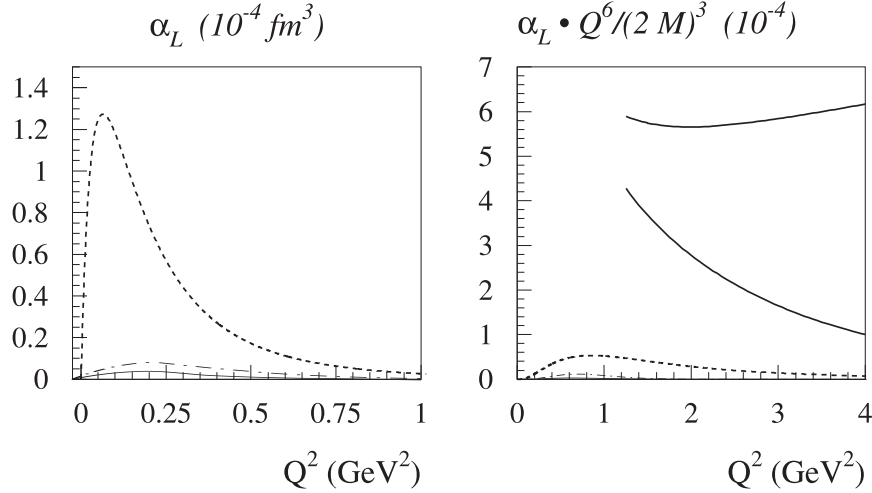 α_L (10^-4 fm^3)
1.4
1.2
1
0.8
0.6
0.4
0.2
0
0 0.25 0.5 0.75 1
Q^2 (GeV^2)
α_L • Q^6/(2 M)^3 (10^-4)
7
6
5
4
3
2
1
0
0 1 2 3 4
Q^2 (GeV^2)